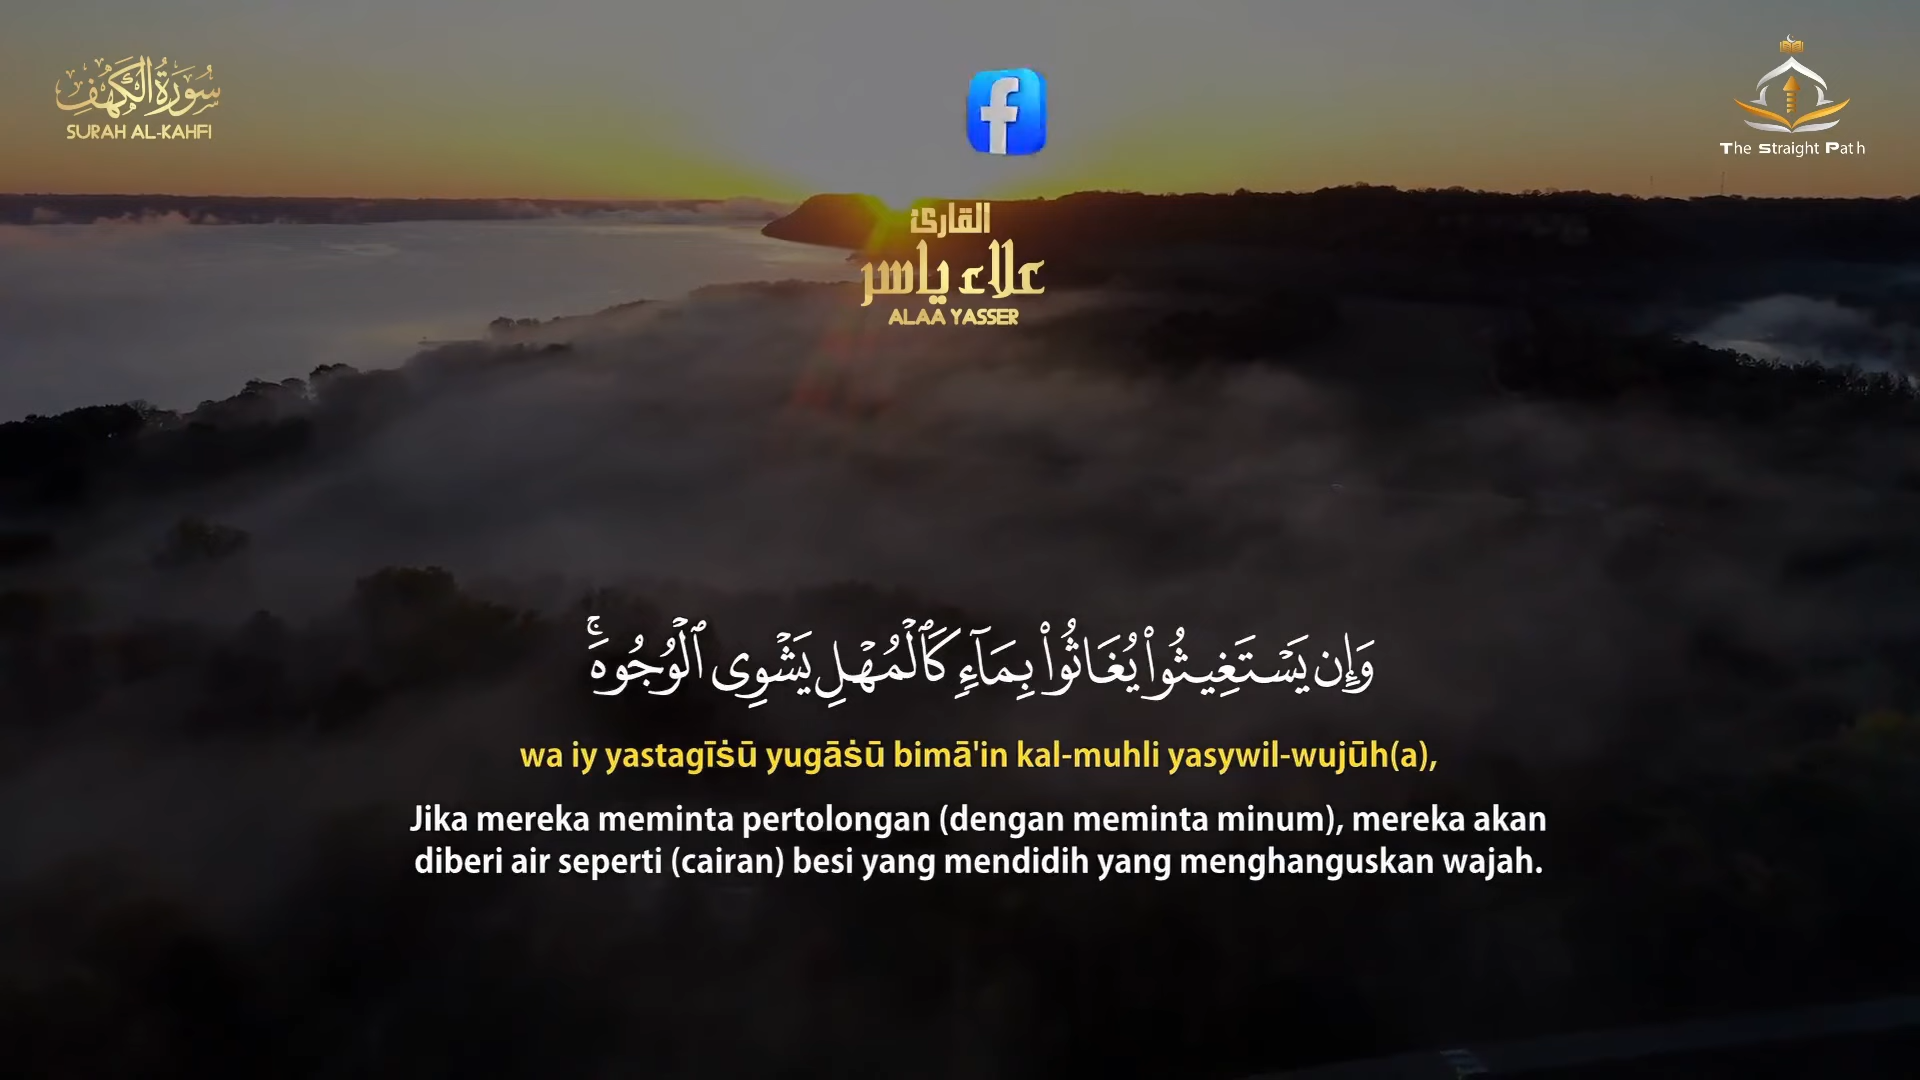 سُورَةُ الْكَهْفِ
SURAH AL-KAHFI
The Straight Path
القارئ
علاء ياسر
ALAA YASSER
وَإِن يَسْتَغِيثُوا۟ يُغَاثُوا۟ بِمَآءٍ كَٱلْمُهْلِ يَشْوِى ٱلْوُجُوهَ ۚ
wa iy yastagīṡū yugāṡū bimā'in kal-muhli yasywil-wujūh(a),
Jika mereka meminta pertolongan (dengan meminta minum), mereka akan
diberi air seperti (cairan) besi yang mendidih yang menghanguskan wajah.